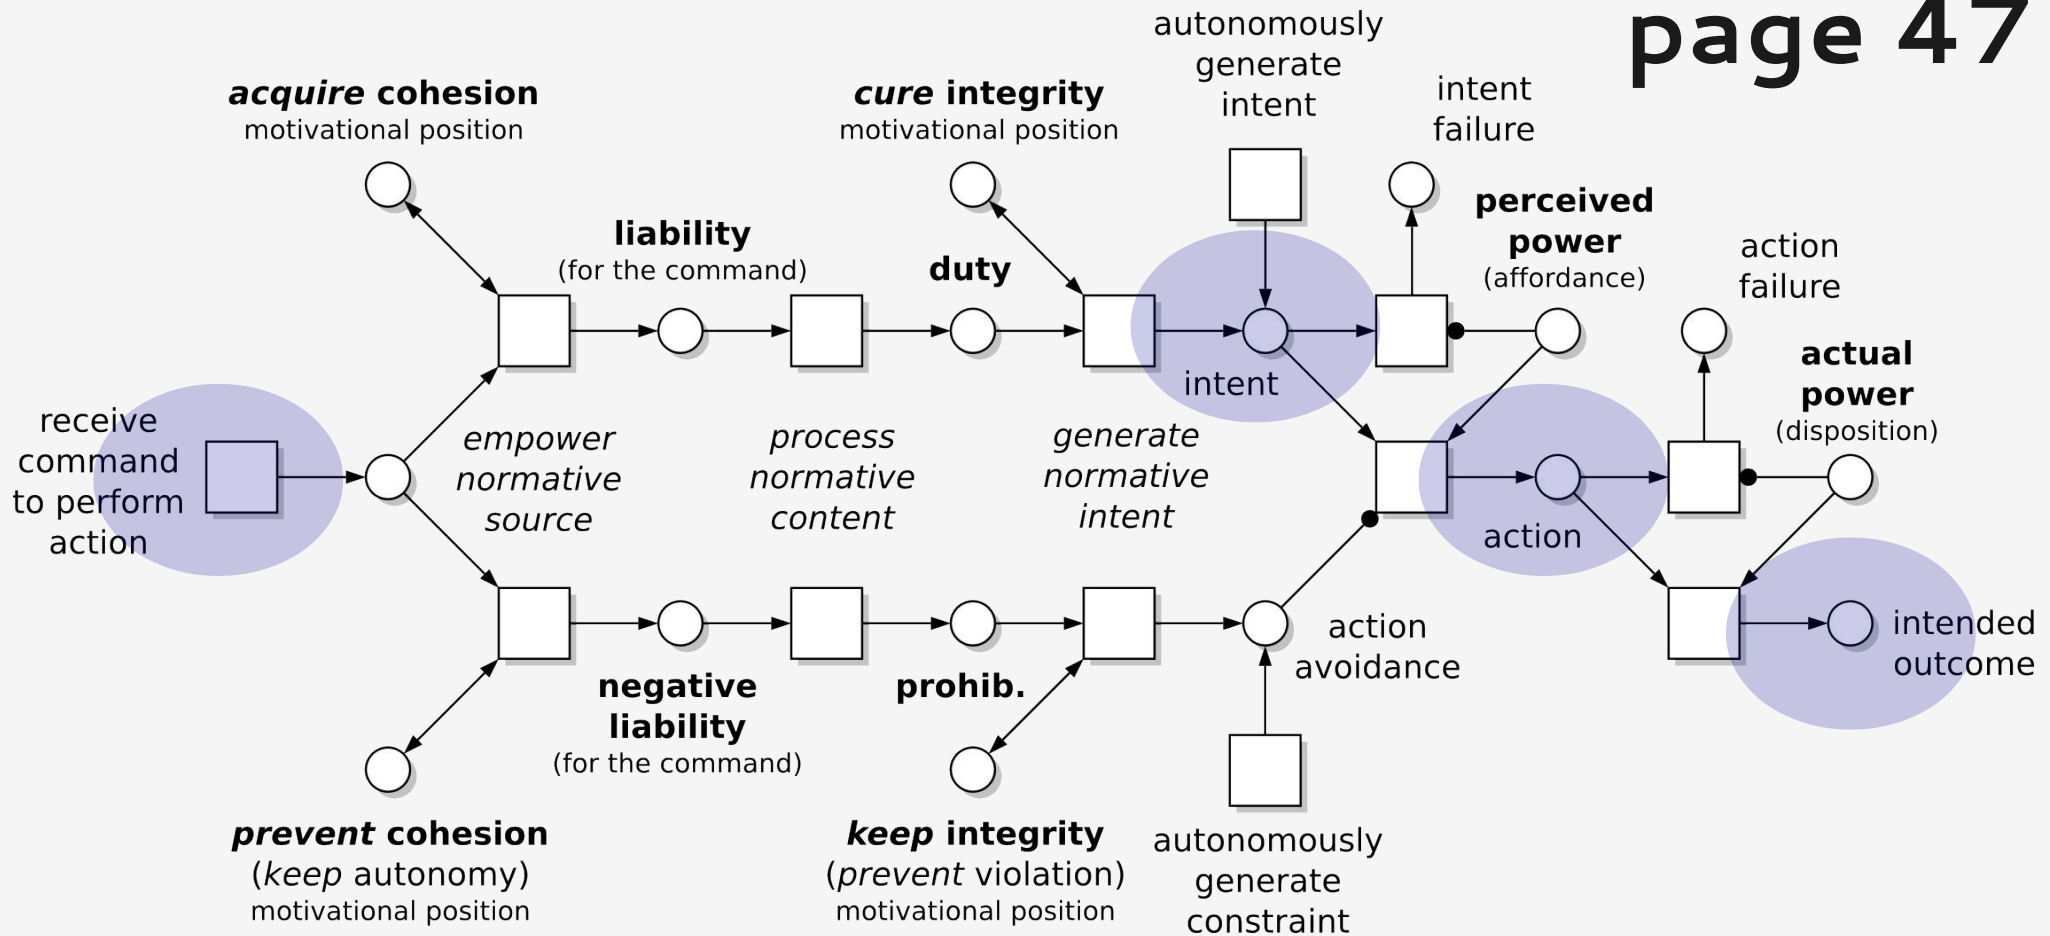 page 47
autonomously
generate
intent
acquire cohesion
motivational position
cure integrity
motivational position
intent
failure
perceived
power
(affordance)
liability
(for the command)
duty
action
failure
actual
power
(disposition)
intent
receive
command
to perform
action
empower
normative
source
process
normative
content
generate
normative
intent
action
action
avoidance
intended
outcome
negative
liability
(for the command)
prohib.
prevent cohesion
(keep autonomy)
motivational position
keep integrity
(prevent violation)
motivational position
autonomously
generate
constraint